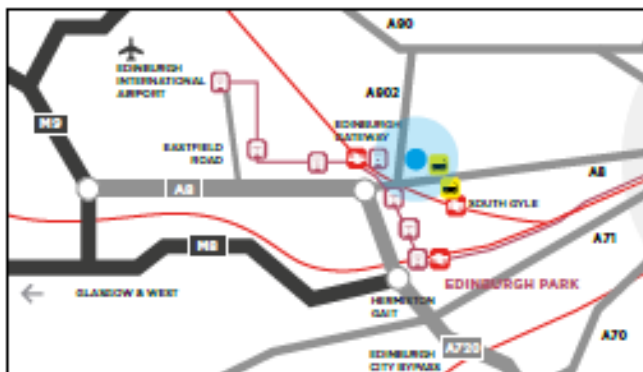 A90
EDINBURGH
INTERNATIONAL
AIRPORT
A902
M9
EDINBURGH
GATEWAY
EASTFIELD
ROAD
A8
A8
SOUTH GYLE
A71
M8
EDINBURGH PARK
GLASGOW & WEST
HERMISTON
GAIT
A720
A70
EDINBURGH
CITY BYPASS